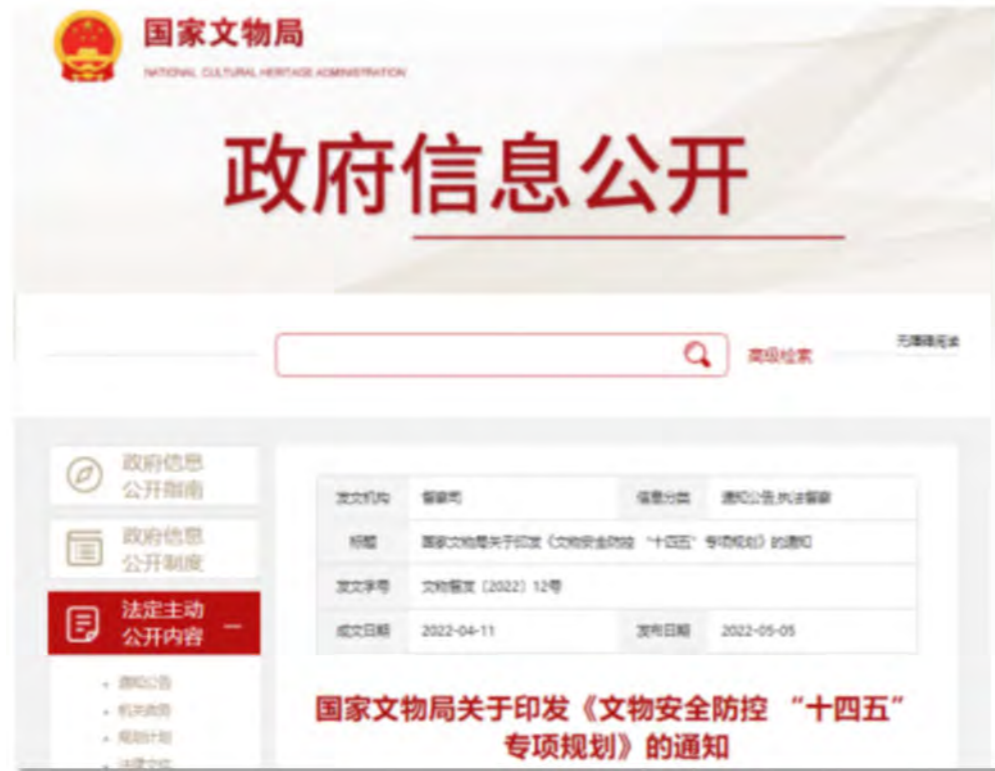 国家文物局
NATIONAL CULTURAL HERITAGE ADMINISTRATION
政府信息公开
高级检索
无障碍阅读
政府信息
公开指南
政府信息
公开制度
法定主动
公开内容
通知公告
机关政务
规划计划
法律文件
发文机构 督察司 信息分类 通知公告,执法督察
标题 国家文物局关于印发《文物安全防控 “十四五” 专项规划》的通知
发文字号 文物督发〔2022〕12号
成文日期 2022-04-11 发布日期 2022-05-05
国家文物局关于印发《文物安全防控 “十四五”
专项规划》的通知